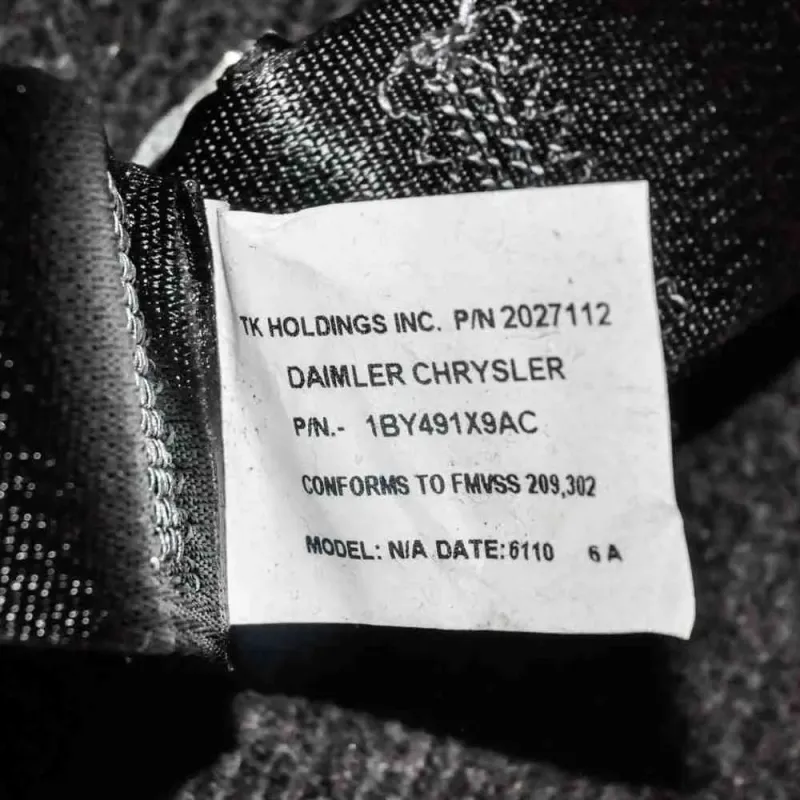 TK HOLDINGS INC. P/N 2027112
DAIMLER CHRYSLER
P/N.- 1BY491X9AC
CONFORMS TO FMVSS 209,302
MODEL: N/A DATE:6110 6 A